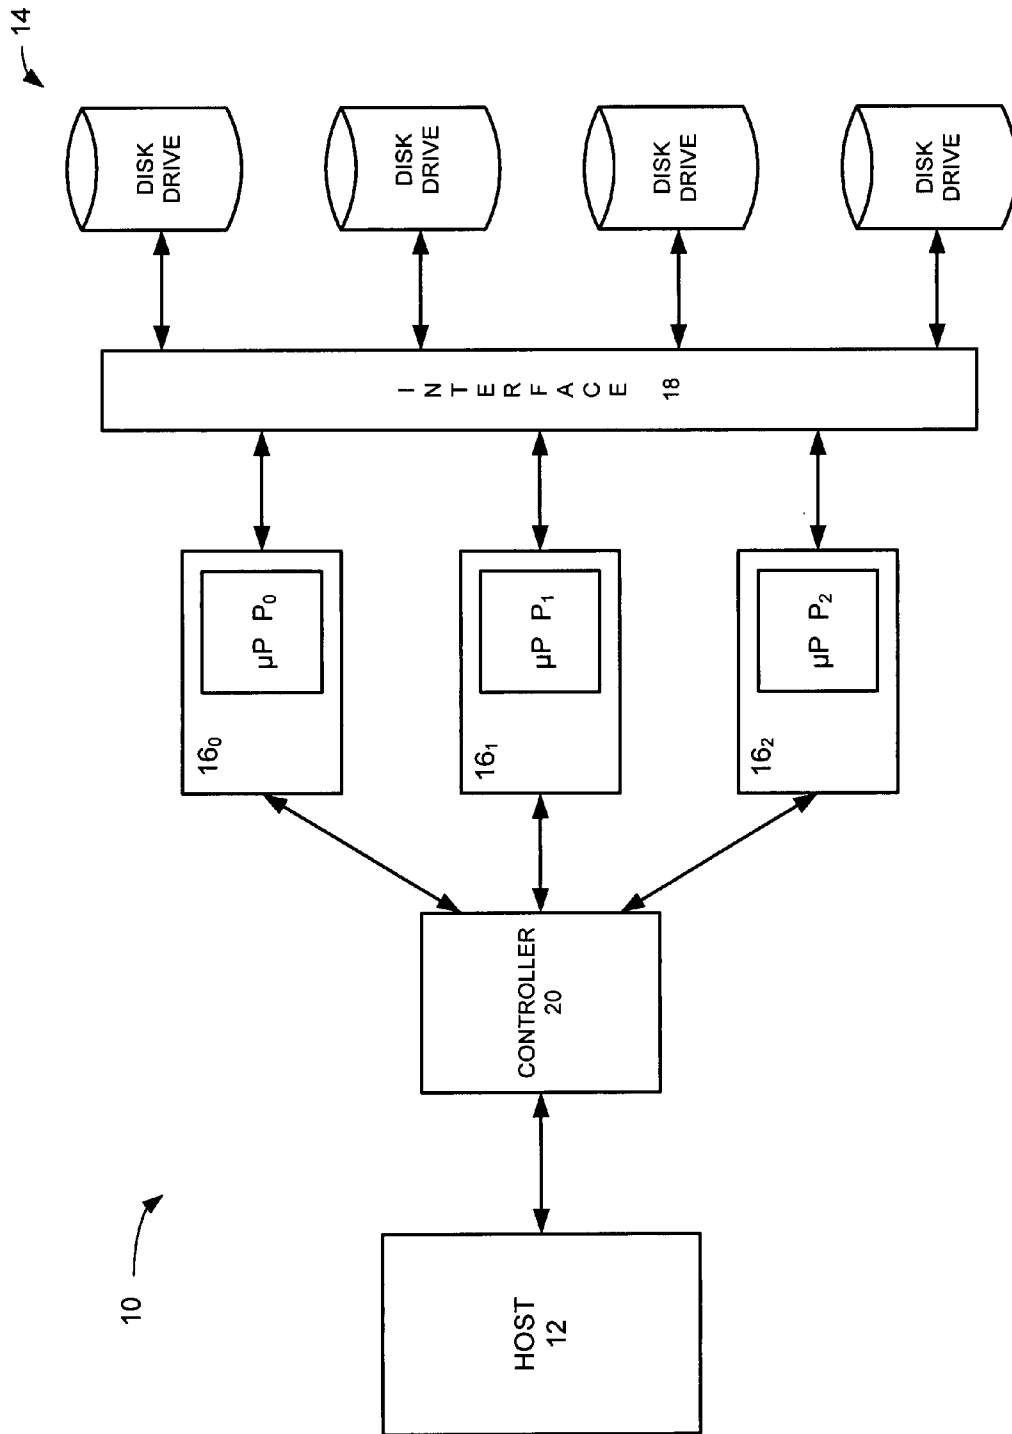 14
DISK
DRIVE
DISK
DRIVE
DISK
DRIVE
DISK
DRIVE
INTERFACE
18
µP P₀
16₀
µP P₁
16₁
µP P₂
16₂
CONTROLLER
20
10
HOST
12